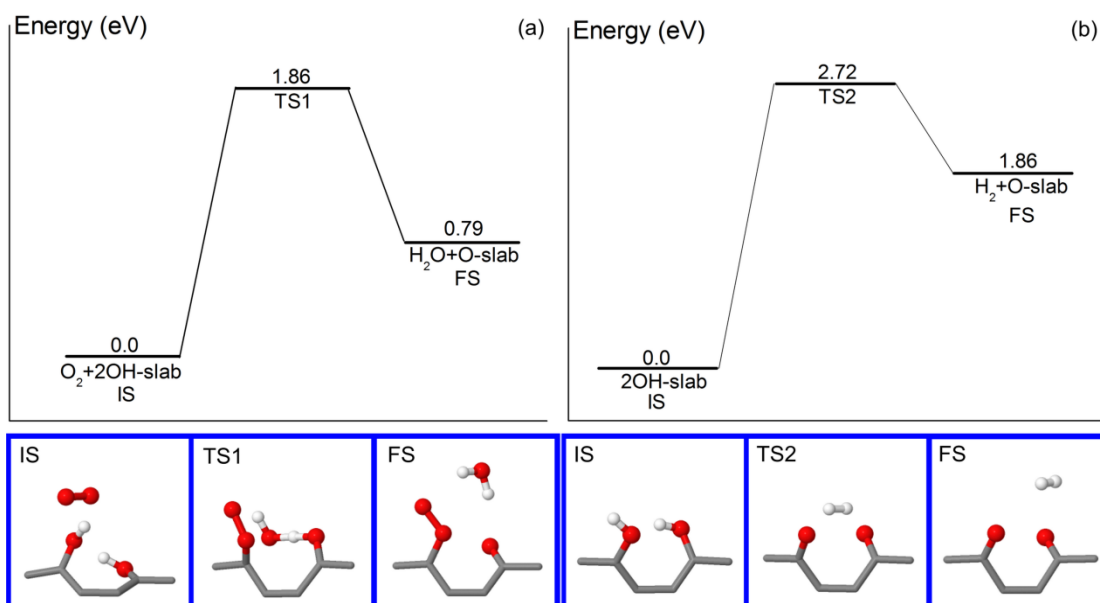 Energy (eV)
(a)
1.86
TS1
0.79
H₂O+O-slab
FS
0.0
O₂+2OH-slab
IS
Energy (eV)
(b)
2.72
TS2
1.86
H₂+O-slab
FS
0.0
2OH-slab
IS
IS
TS1
FS
IS
TS2
FS